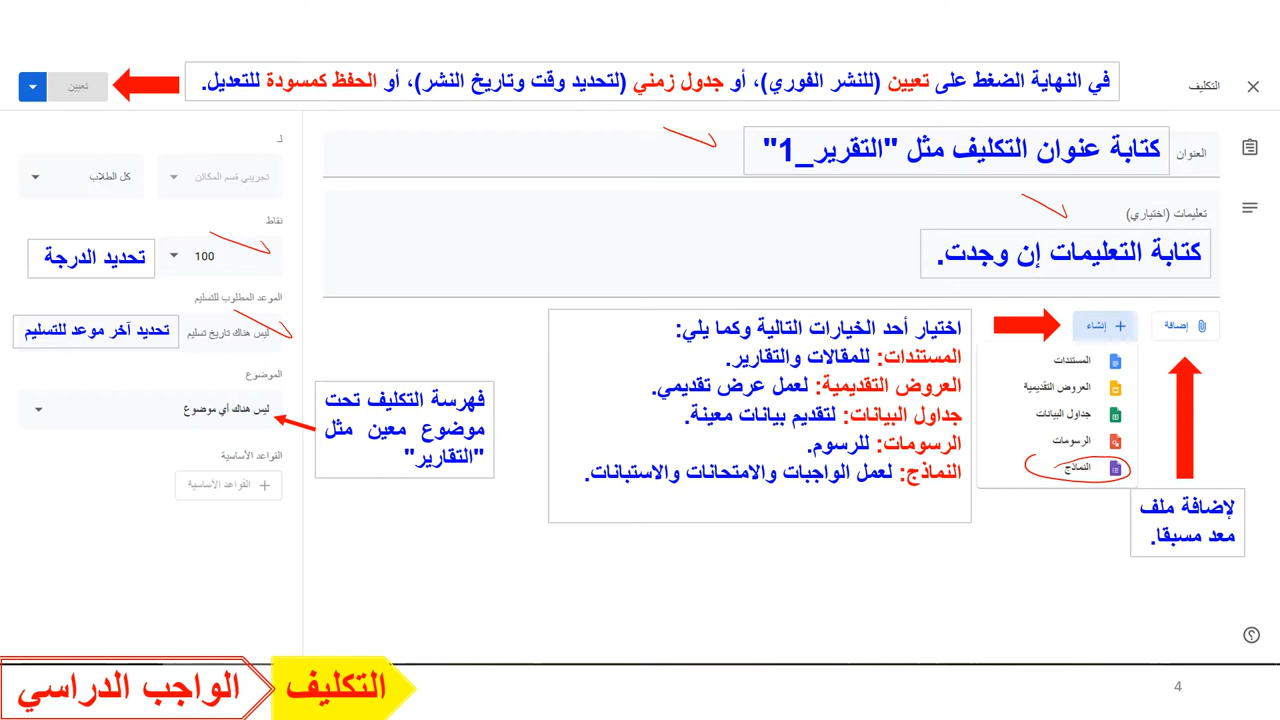 في النهاية الضغط على تعيين (للنشر الفوري)، أو جدول زمني (لتحديد وقت وتاريخ النشر)، أو الحفظ كمسودة للتعديل.
التكليف
تعيين
العنوان
كتابة عنوان التكليف مثل "التقرير_1"
تعليمات (اختياري)
كتابة التعليمات إن وجدت.
إضافة
إنشاء
المستندات
العروض التقديمية
جداول البيانات
الرسومات
النماذج
لإضافة ملف
معد مسبقا.
اختيار أحد الخيارات التالية وكما يلي:
المستندات: للمقالات والتقارير.
العروض التقديمية: لعمل عرض تقديمي.
جداول البيانات: لتقديم بيانات معينة.
الرسومات: للرسوم.
النماذج: لعمل الواجبات والامتحانات والاستبانات.
لـ
تجريبي قسم المكائن
كل الطلاب
نقاط
100
تحديد الدرجة
الموعد المطلوب للتسليم
ليس هناك تاريخ تسليم
تحديد آخر موعد للتسليم
الموضوع
ليس هناك أي موضوع
فهرسة التكليف تحت
موضوع معين مثل
"التقارير"
القواعد الأساسية
القواعد الأساسية
الواجب الدراسي
التكليف
4